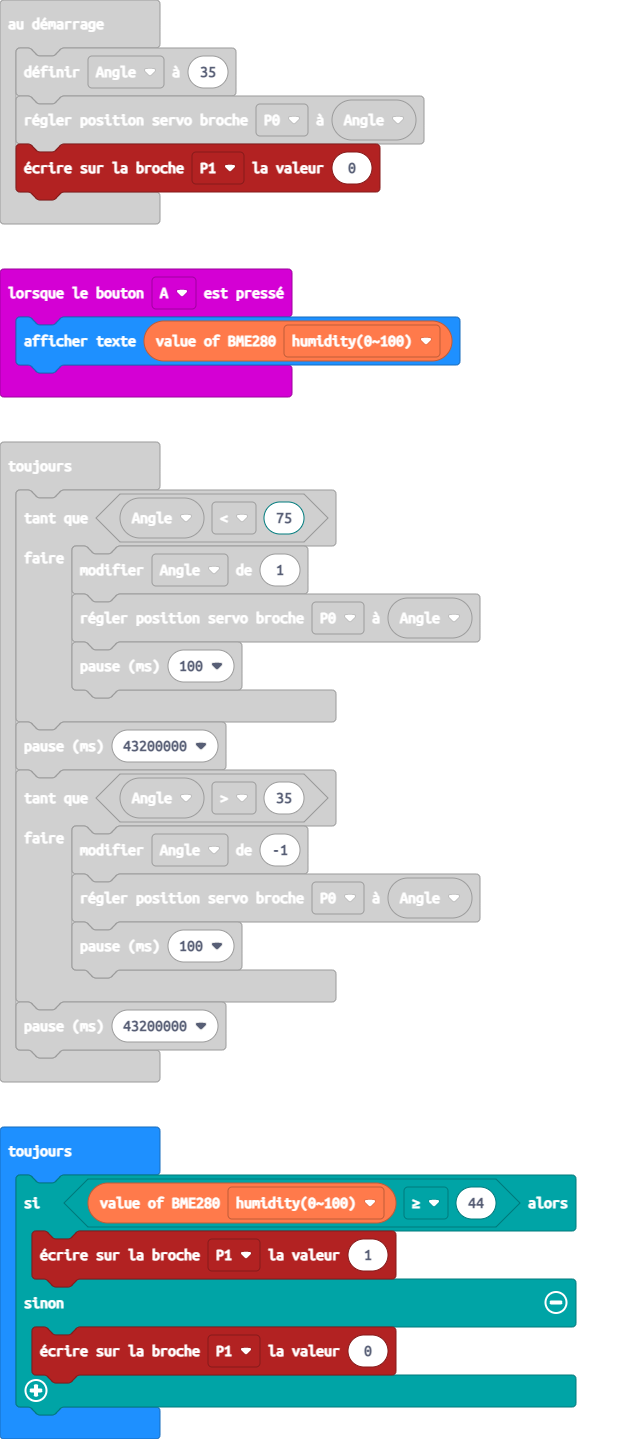 au démarrage
définir Angle à 35
régler position servo broche P0 à Angle
écrire sur la broche P1 la valeur 0
lorsque le bouton A est pressé
afficher texte value of BME280 humidity(0~100)
toujours
tant que Angle < 75
faire
modifier Angle de 1
régler position servo broche P0 à Angle
pause (ms) 100
pause (ms) 43200000
tant que Angle > 35
faire
modifier Angle de -1
régler position servo broche P0 à Angle
pause (ms) 100
pause (ms) 43200000
toujours
si value of BME280 humidity(0~100) ≥ 44 alors
écrire sur la broche P1 la valeur 1
sinon
écrire sur la broche P1 la valeur 0